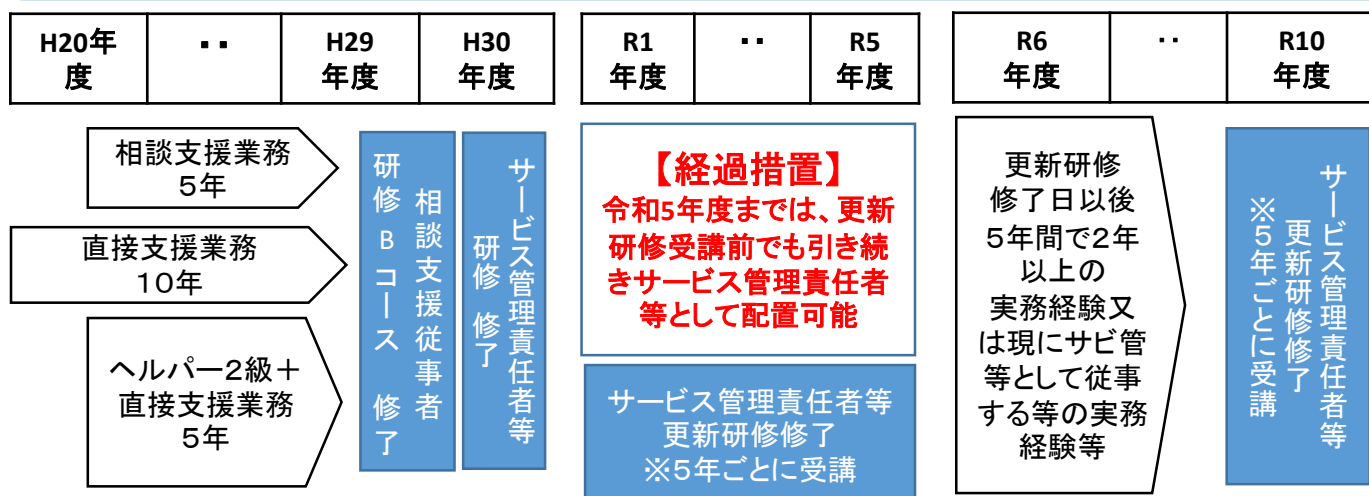 H20年
度
‥
H29
年度
H30
年度
R1
年度
‥
R5
年度
R6
年度
‥
R10
年度
相談支援業務
5年
直接支援業務
10年
ヘルパー2級＋
直接支援業務
5年
相談支援従事者
研修Bコース 修了
サービス管理責任者等
研修 修了
【経過措置】
令和5年度までは、更新
研修受講前でも引き続
きサービス管理責任者
等として配置可能
サービス管理責任者等
更新研修修了
※5年ごとに受講
更新研修
修了日以後
5年間で2年
以上の
実務経験又
は現にサビ管
等として従事
する等の実務
経験等
サービス管理責任者等
更新研修修了
※5年ごとに受講